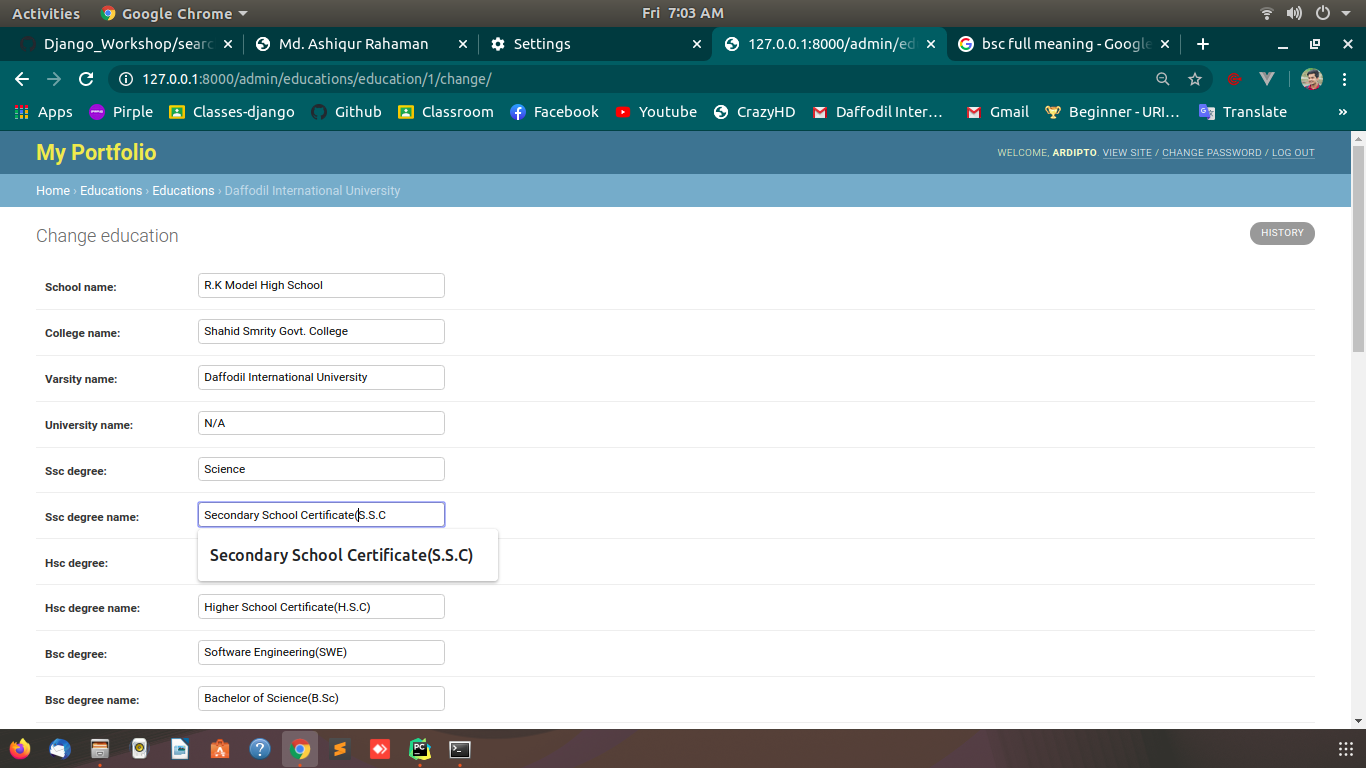 Activities Google Chrome Fri 7:03 AM
Django_Workshop/searc Md. Ashiqur Rahaman Settings 127.0.0.1:8000/admin/ed bsc full meaning - Google
127.0.0.1:8000/admin/educations/education/1/change/
Apps Pirple Classes-django Github Classroom Facebook Youtube CrazyHD Daffodil Inter... Gmail Beginner - URI... Translate »
My Portfolio WELCOME, ARDIPTO. VIEW SITE / CHANGE PASSWORD / LOG OUT
Home › Educations › Educations › Daffodil International University
Change education HISTORY
School name: R.K Model High School
College name: Shahid Smrity Govt. College
Varsity name: Daffodil International University
University name: N/A
Ssc degree: Science
Ssc degree name: Secondary School Certificate(S.S.C
Secondary School Certificate(S.S.C)
Hsc degree:
Hsc degree name: Higher School Certificate(H.S.C)
Bsc degree: Software Engineering(SWE)
Bsc degree name: Bachelor of Science(B.Sc)